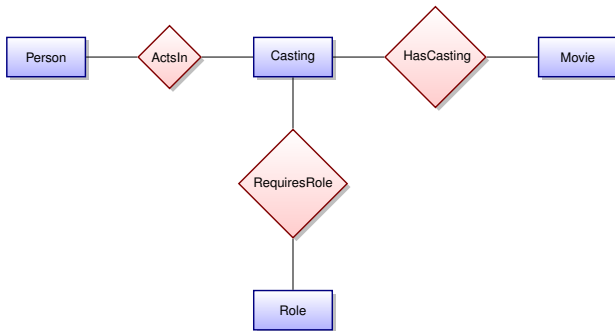 Person
ActsIn
Casting
HasCasting
Movie
RequiresRole
Role